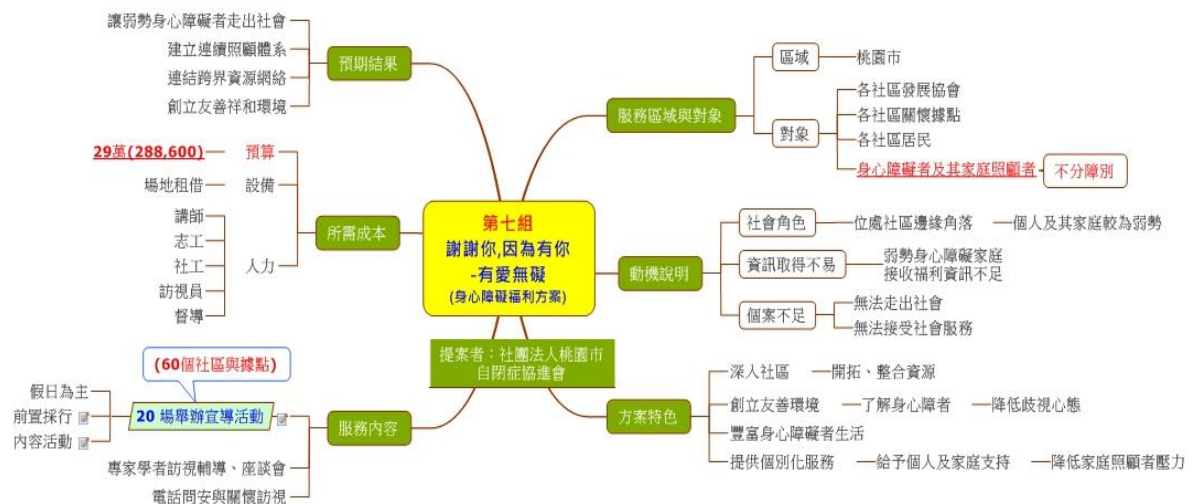 第七組
謝謝你,因為有你
-有愛無礙
(身心障礙福利方案)
提案者：社團法人桃園市
自閉症協進會
服務區域與對象
區域
桃園市
對象
各社區發展協會
各社區關懷據點
各社區居民
身心障礙者及其家庭照顧者
不分障別
動機說明
社會角色
位處社區邊緣角落
個人及其家庭較為弱勢
資訊取得不易
弱勢身心障礙家庭
接收福利資訊不足
個案不足
無法走出社會
無法接受社會服務
方案特色
深入社區
開拓、整合資源
創立友善環境
了解身心障者
降低歧視心態
豐富身心障礙者生活
提供個別化服務
給予個人及家庭支持
降低家庭照顧者壓力
預期結果
讓弱勢身心障礙者走出社會
建立連續照顧體系
連結跨界資源網絡
創立友善祥和環境
所需成本
預算
29萬(288,600)
設備
場地租借
人力
講師
志工
社工
訪視員
督導
服務內容
(60個社區與據點)
20 場舉辦宣導活動
假日為主
前置採行
內容活動
專家學者訪視輔導、座談會
電話問安與關懷訪視